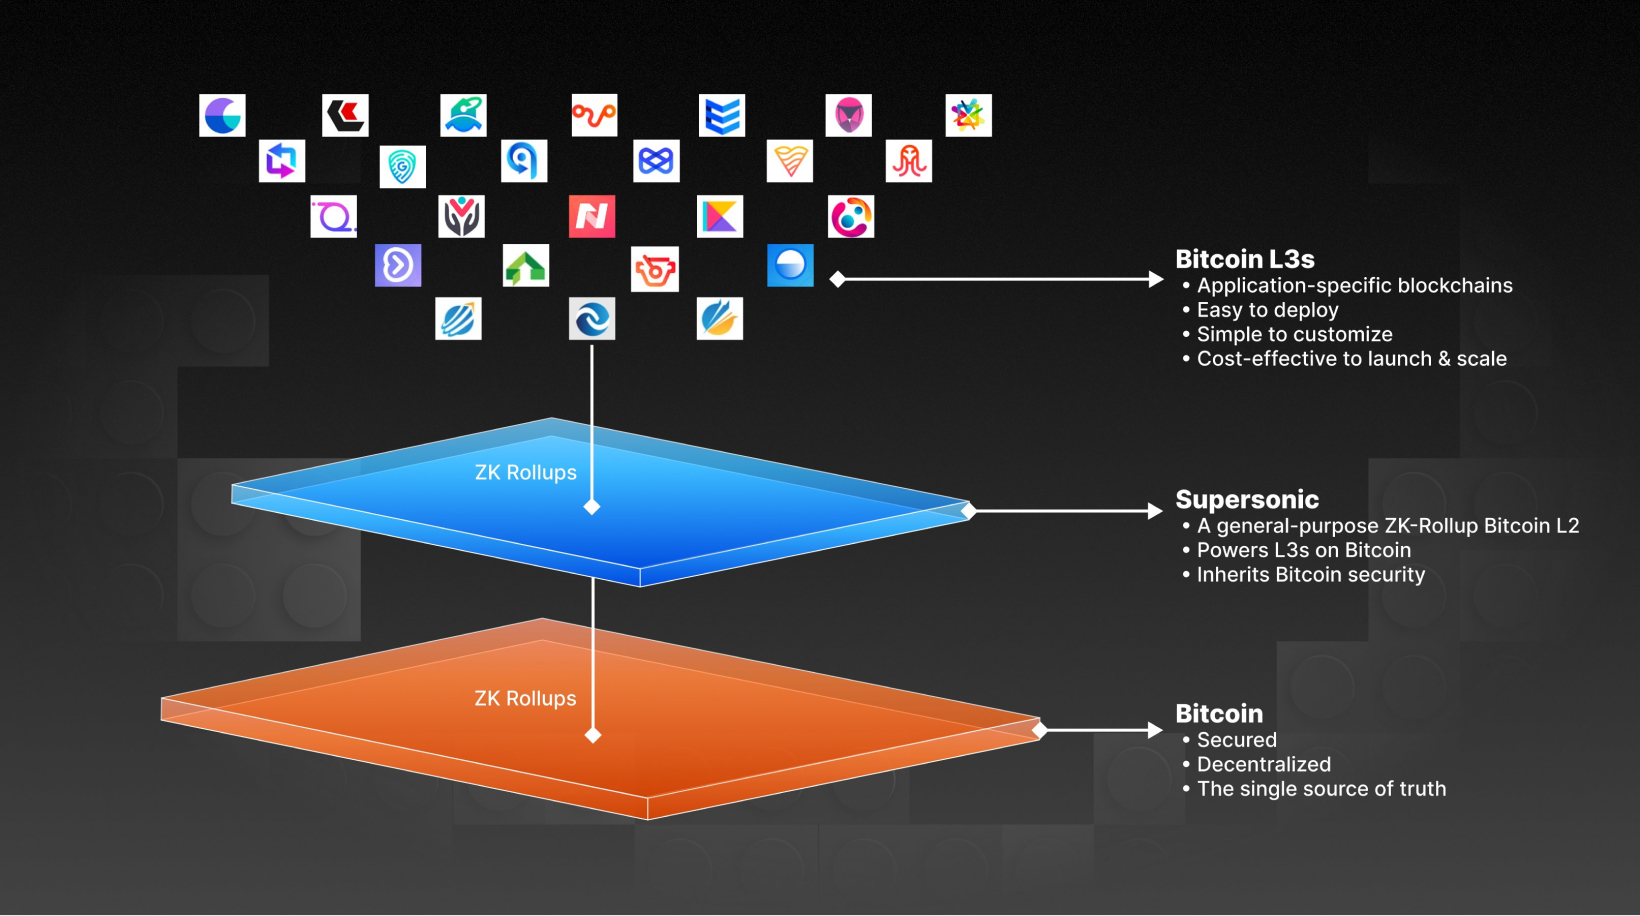 Bitcoin L3s
• Application-specific blockchains
• Easy to deploy
• Simple to customize
• Cost-effective to launch & scale
ZK Rollups
Supersonic
• A general-purpose ZK-Rollup Bitcoin L2
• Powers L3s on Bitcoin
• Inherits Bitcoin security
ZK Rollups
Bitcoin
• Secured
• Decentralized
• The single source of truth